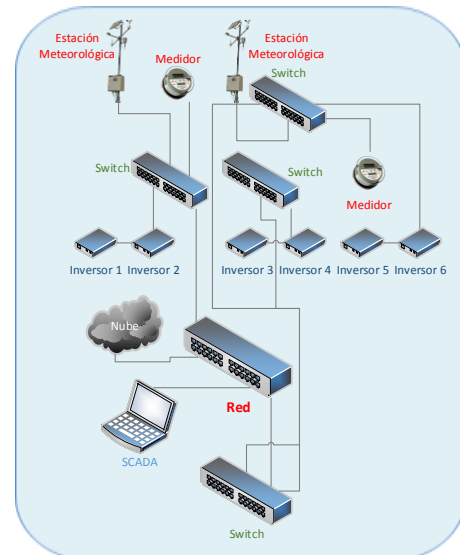 Estación
Meteorológica
Medidor
Estación
Meteorológica
Switch
Switch
Switch
Medidor
Inversor 1
Inversor 2
Inversor 3
Inversor 4
Inversor 5
Inversor 6
Nube
Red
SCADA
Switch